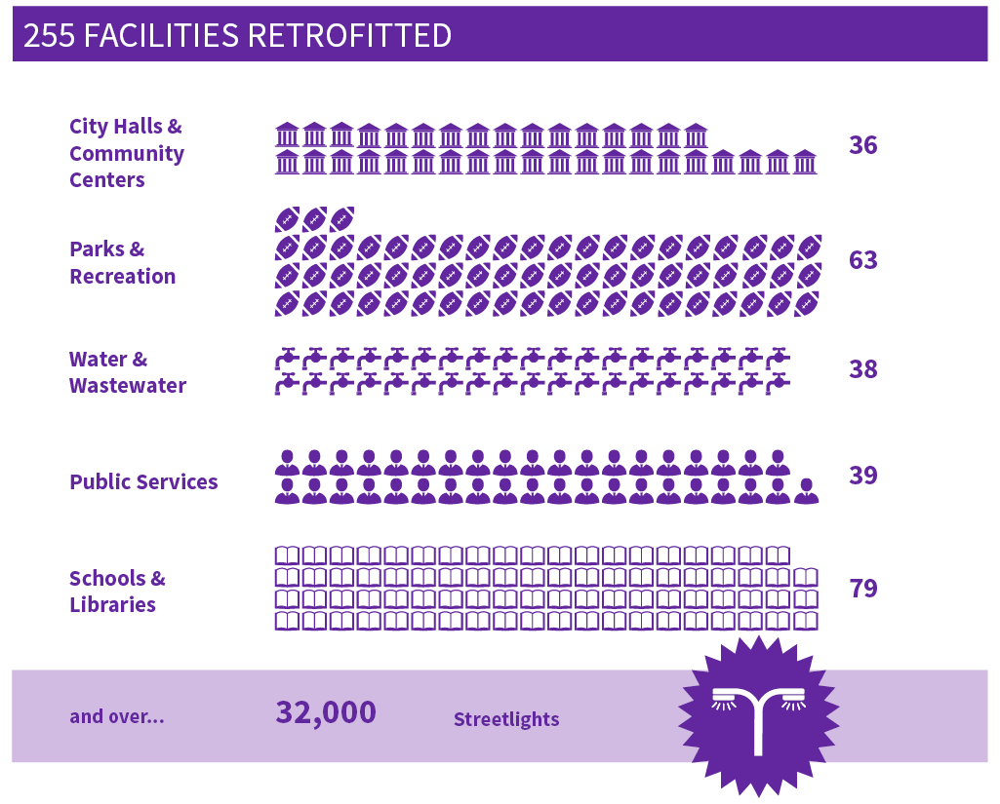 255 FACILITIES RETROFITTED
City Halls &
Community
Centers
36
Parks &
Recreation
63
Water &
Wastewater
38
Public Services
39
Schools &
Libraries
79
and over...
32,000
Streetlights